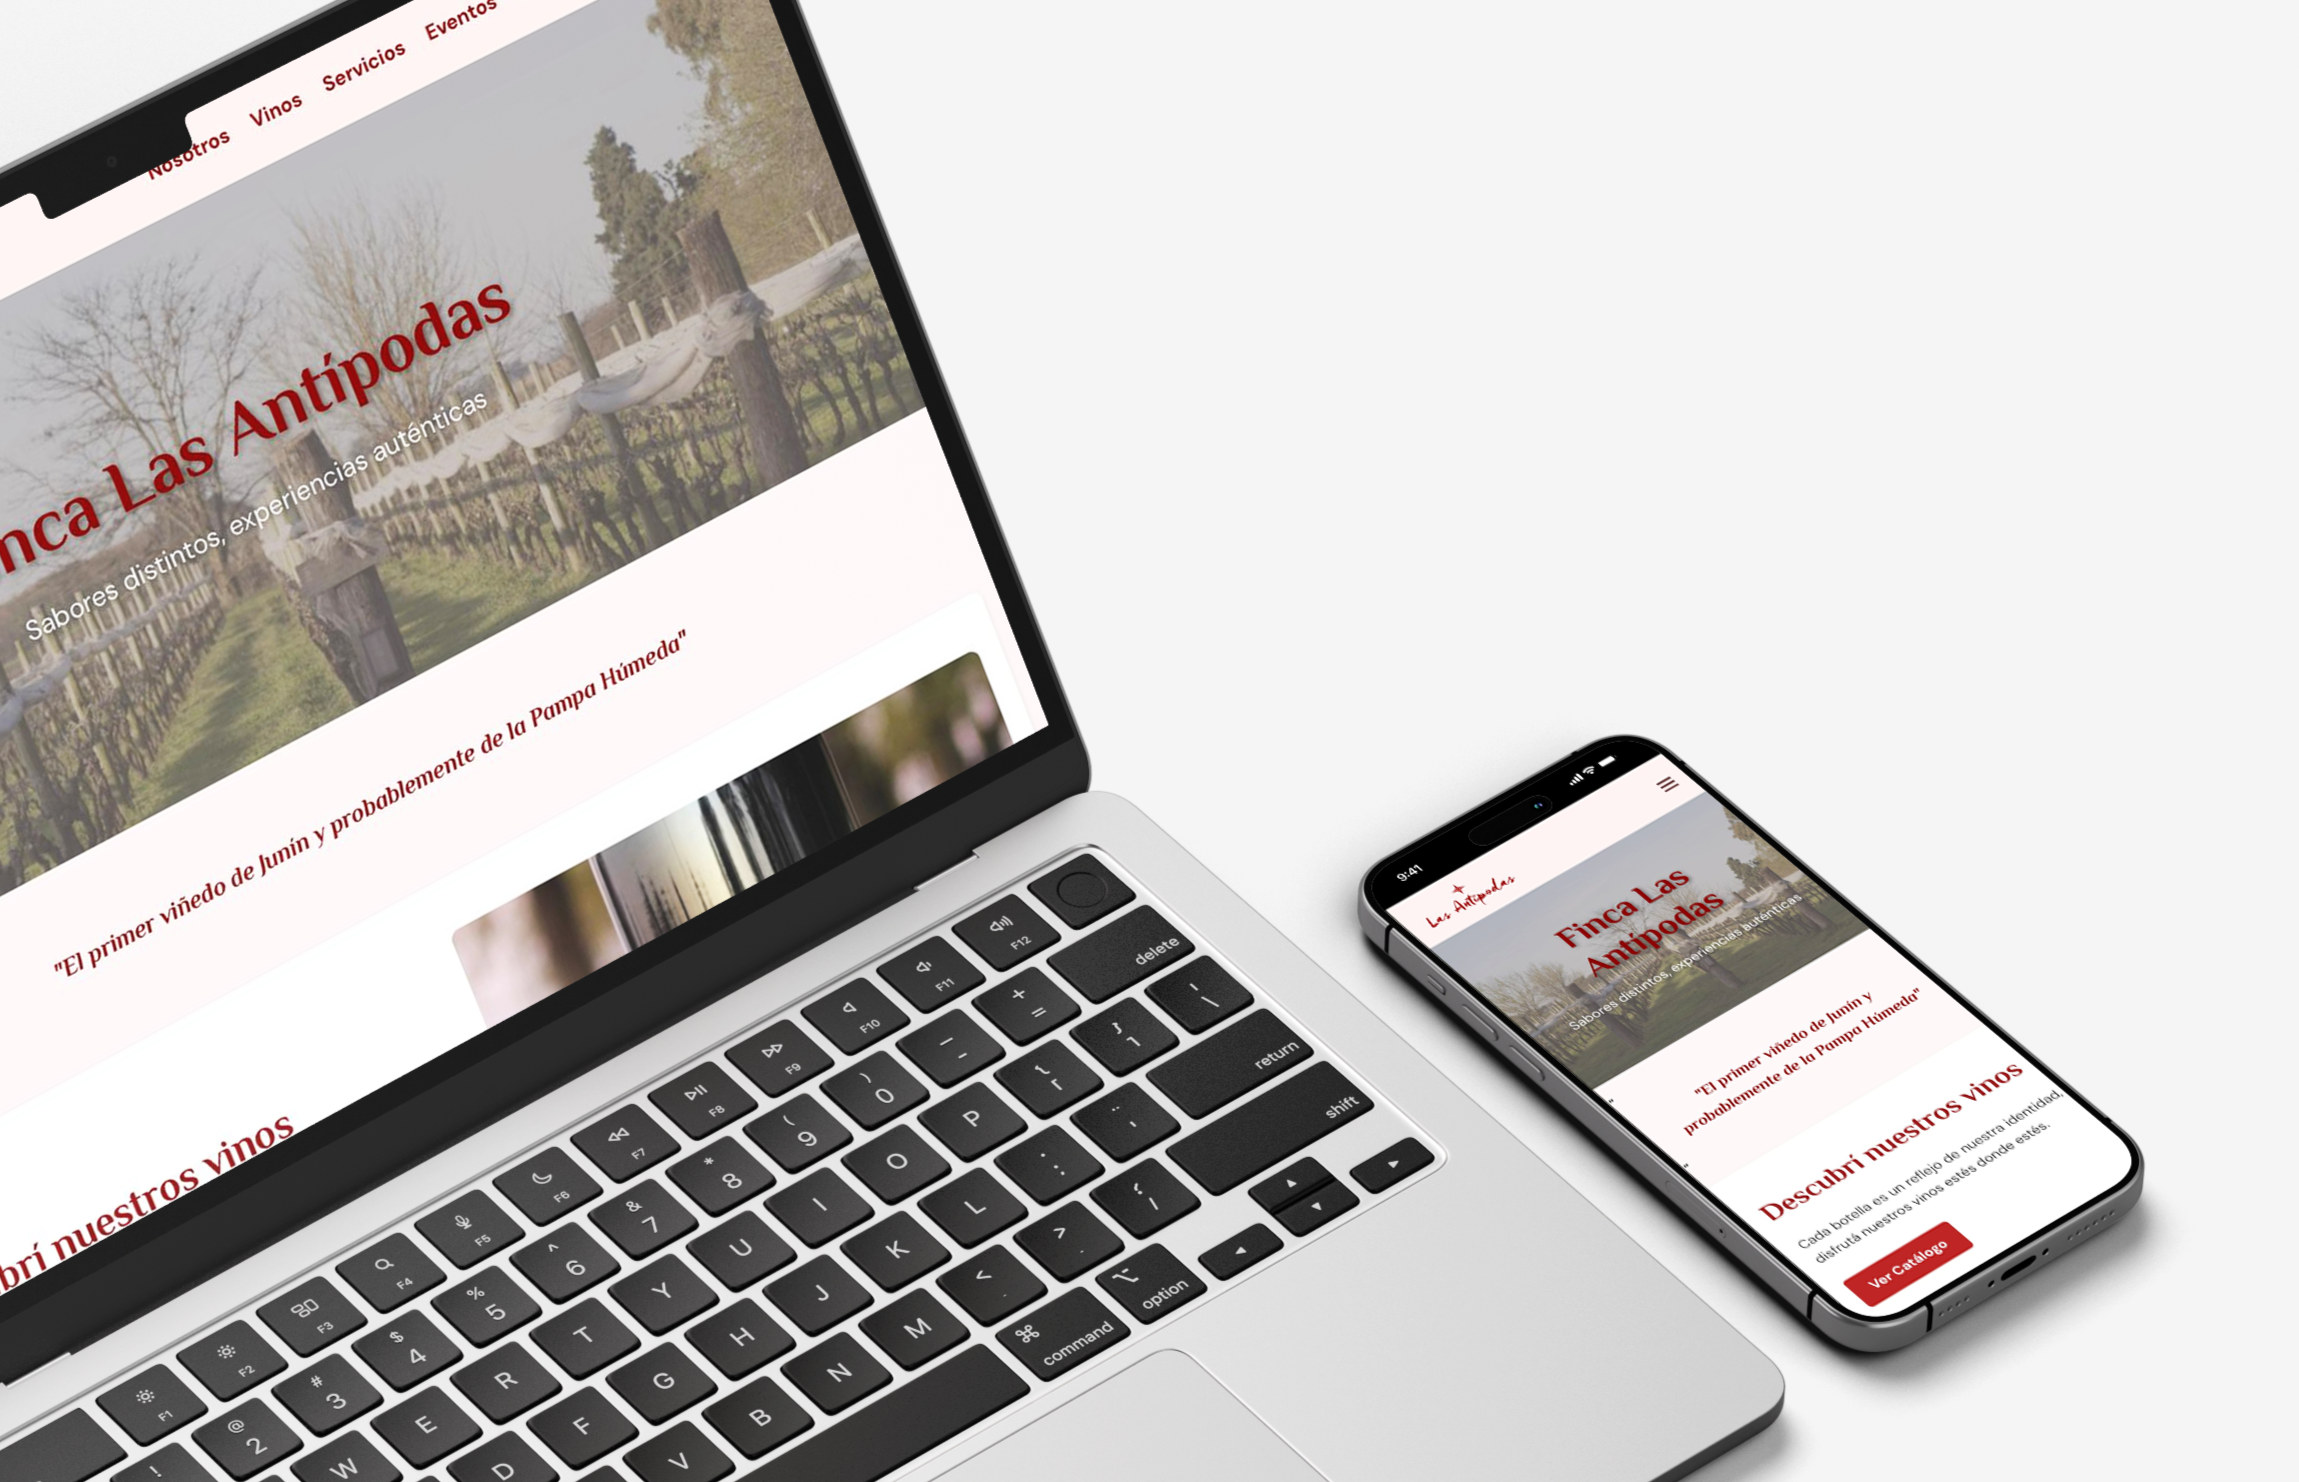 Nosotros Vinos Servicios Eventos
nca Las Antípodas
Sabores distintos, experiencias auténticas
"El primer viñedo de Junín y probablemente de la Pampa Húmeda"
brí nuestros vinos
F1 F2 F3 F4 F5 F6 F7 F8 F9 F10 F11 F12
! @ 2 # 3 $ 4 % 5 ^ 6 & 7 * 8 ( 9 ) 0 _ - + = delete
W E R T Y U I O P { [ } ] | \
D F G H J K L : ; " ' return
V B N M < , > . ? / shift
command option
9:41
Las Antípodas
Finca Las
Antípodas
Sabores distintos, experiencias auténticas
"
"El primer viñedo de Junín y
probablemente de la Pampa Húmeda"
"
Descubrí nuestros vinos
Cada botella es un reflejo de nuestra identidad,
disfrutá nuestros vinos estés donde estés.
Ver Catálogo